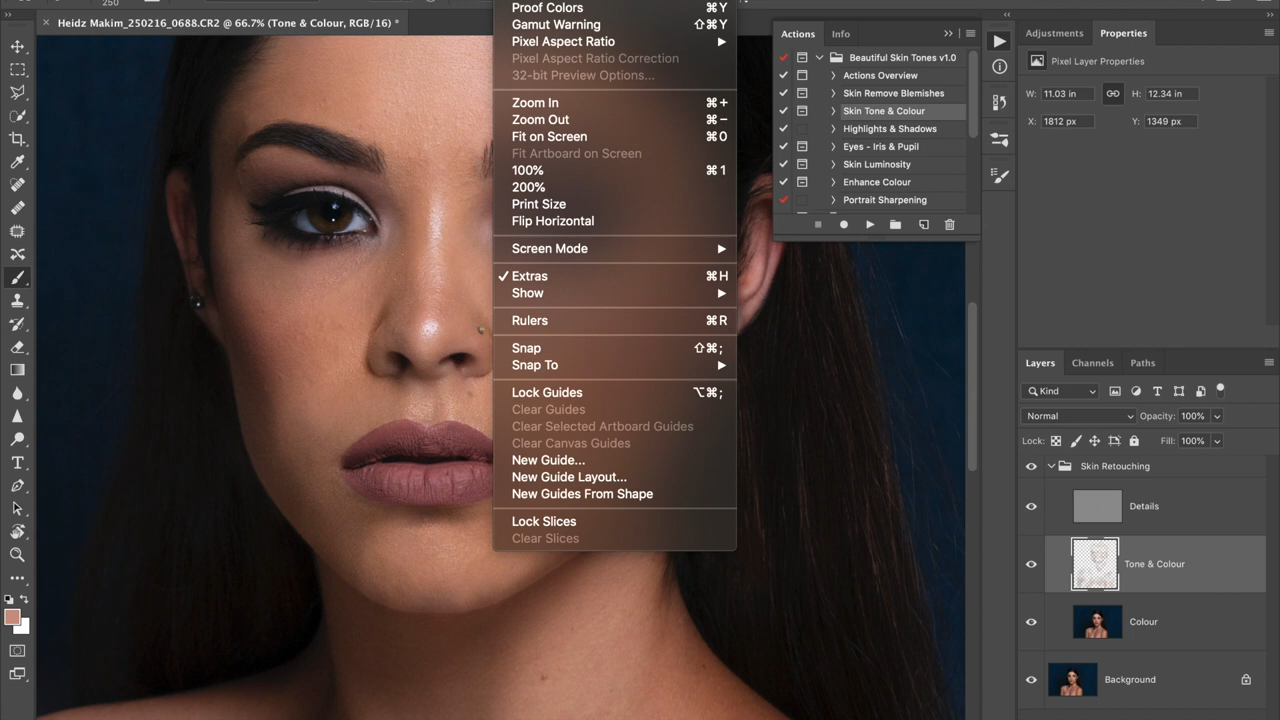 250
Heidz Makim_250216_0688.CR2 @ 66.7% (Tone & Colour, RGB/16) *
Proof Colors ⌘Y
Gamut Warning ⇧⌘Y
Pixel Aspect Ratio
Pixel Aspect Ratio Correction
32-bit Preview Options...
Zoom In ⌘+
Zoom Out ⌘−
Fit on Screen ⌘0
Fit Artboard on Screen
100% ⌘1
200%
Print Size
Flip Horizontal
Screen Mode
Extras ⌘H
Show
Rulers ⌘R
Snap ⇧⌘;
Snap To
Lock Guides ⌥⌘;
Clear Guides
Clear Selected Artboard Guides
Clear Canvas Guides
New Guide...
New Guide Layout...
New Guides From Shape
Lock Slices
Clear Slices
Actions Info
Beautiful Skin Tones v1.0
Actions Overview
Skin Remove Blemishes
Skin Tone & Colour
Highlights & Shadows
Eyes - Iris & Pupil
Skin Luminosity
Enhance Colour
Portrait Sharpening
Adjustments Properties
Pixel Layer Properties
W: 11.03 in H: 12.34 in
X: 1812 px Y: 1349 px
Layers Channels Paths
Kind
Normal Opacity: 100%
Lock: Fill: 100%
Skin Retouching
Details
Tone & Colour
Colour
Background